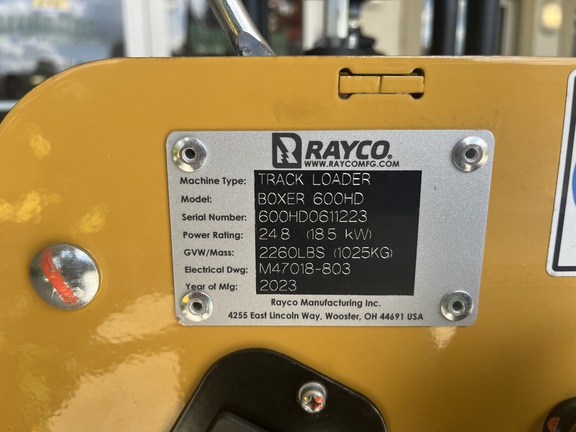 RAYCO.
WWW.RAYCOMFG.COM
Machine Type: TRACK LOADER
Model: BOXER 600HD
Serial Number: 600HD0611223
Power Rating: 24.8 (18.5 kW)
GVW/Mass: 2260LBS (1025KG)
Electrical Dwg: M47018-803
Year of Mfg: 2023
Rayco Manufacturing Inc.
4255 East Lincoln Way, Wooster, OH 44691 USA